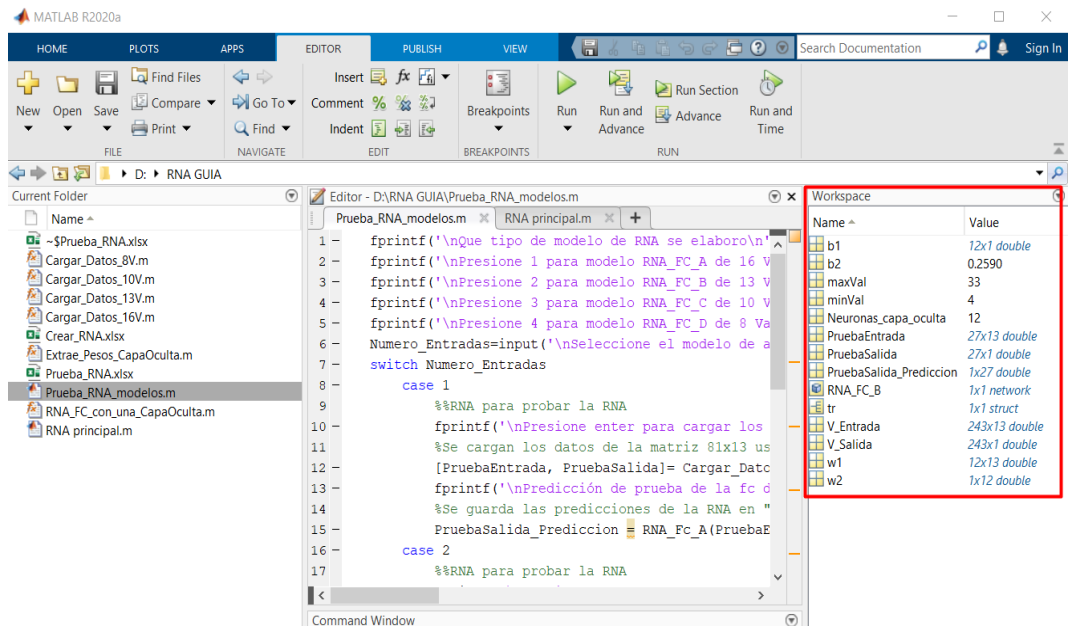 MATLAB R2020a
HOME PLOTS APPS EDITOR PUBLISH VIEW Search Documentation Sign In
New Open Save Find Files Compare Print Go To Find Insert fx Comment Indent Breakpoints Run Run and Advance Run Section Advance Run and Time
FILE NAVIGATE EDIT BREAKPOINTS RUN
D: RNA GUIA
Current Folder
Name
~$Prueba_RNA.xlsx
Cargar_Datos_8V.m
Cargar_Datos_10V.m
Cargar_Datos_13V.m
Cargar_Datos_16V.m
Crear_RNA.xlsx
Extrae_Pesos_CapaOculta.m
Prueba_RNA.xlsx
Prueba_RNA_modelos.m
RNA_FC_con_una_CapaOculta.m
RNA principal.m
Editor - D:\RNA GUIA\Prueba_RNA_modelos.m
Prueba_RNA_modelos.m RNA principal.m +
1 - fprintf('\nQue tipo de modelo de RNA se elaboro\n'
2 - fprintf('\nPresione 1 para modelo RNA_FC_A de 16 V
3 - fprintf('\nPresione 2 para modelo RNA_FC_B de 13 V
4 - fprintf('\nPresione 3 para modelo RNA_FC_C de 10 V
5 - fprintf('\nPresione 4 para modelo RNA_FC_D de 8 Va
6 - Numero_Entradas=input('\nSeleccione el modelo de a
7 - switch Numero_Entradas
8 - case 1
9 %%RNA para probar la RNA
10 - fprintf('\nPresione enter para cargar los
11 %Se cargan los datos de la matriz 81x13 us
12 - [PruebaEntrada, PruebaSalida]= Cargar_Datc
13 - fprintf('\nPredicción de prueba de la fc d
14 %Se guarda las predicciones de la RNA en "
15 - PruebaSalida_Prediccion = RNA_Fc_A(PruebaE
16 - case 2
17 %%RNA para probar la RNA
Command Window
Workspace
Name Value
b1 12x1 double
b2 0.2590
maxVal 33
minVal 4
Neuronas_capa_oculta 12
PruebaEntrada 27x13 double
PruebaSalida 27x1 double
PruebaSalida_Prediccion 1x27 double
RNA_FC_B 1x1 network
tr 1x1 struct
V_Entrada 243x13 double
V_Salida 243x1 double
w1 12x13 double
w2 1x12 double